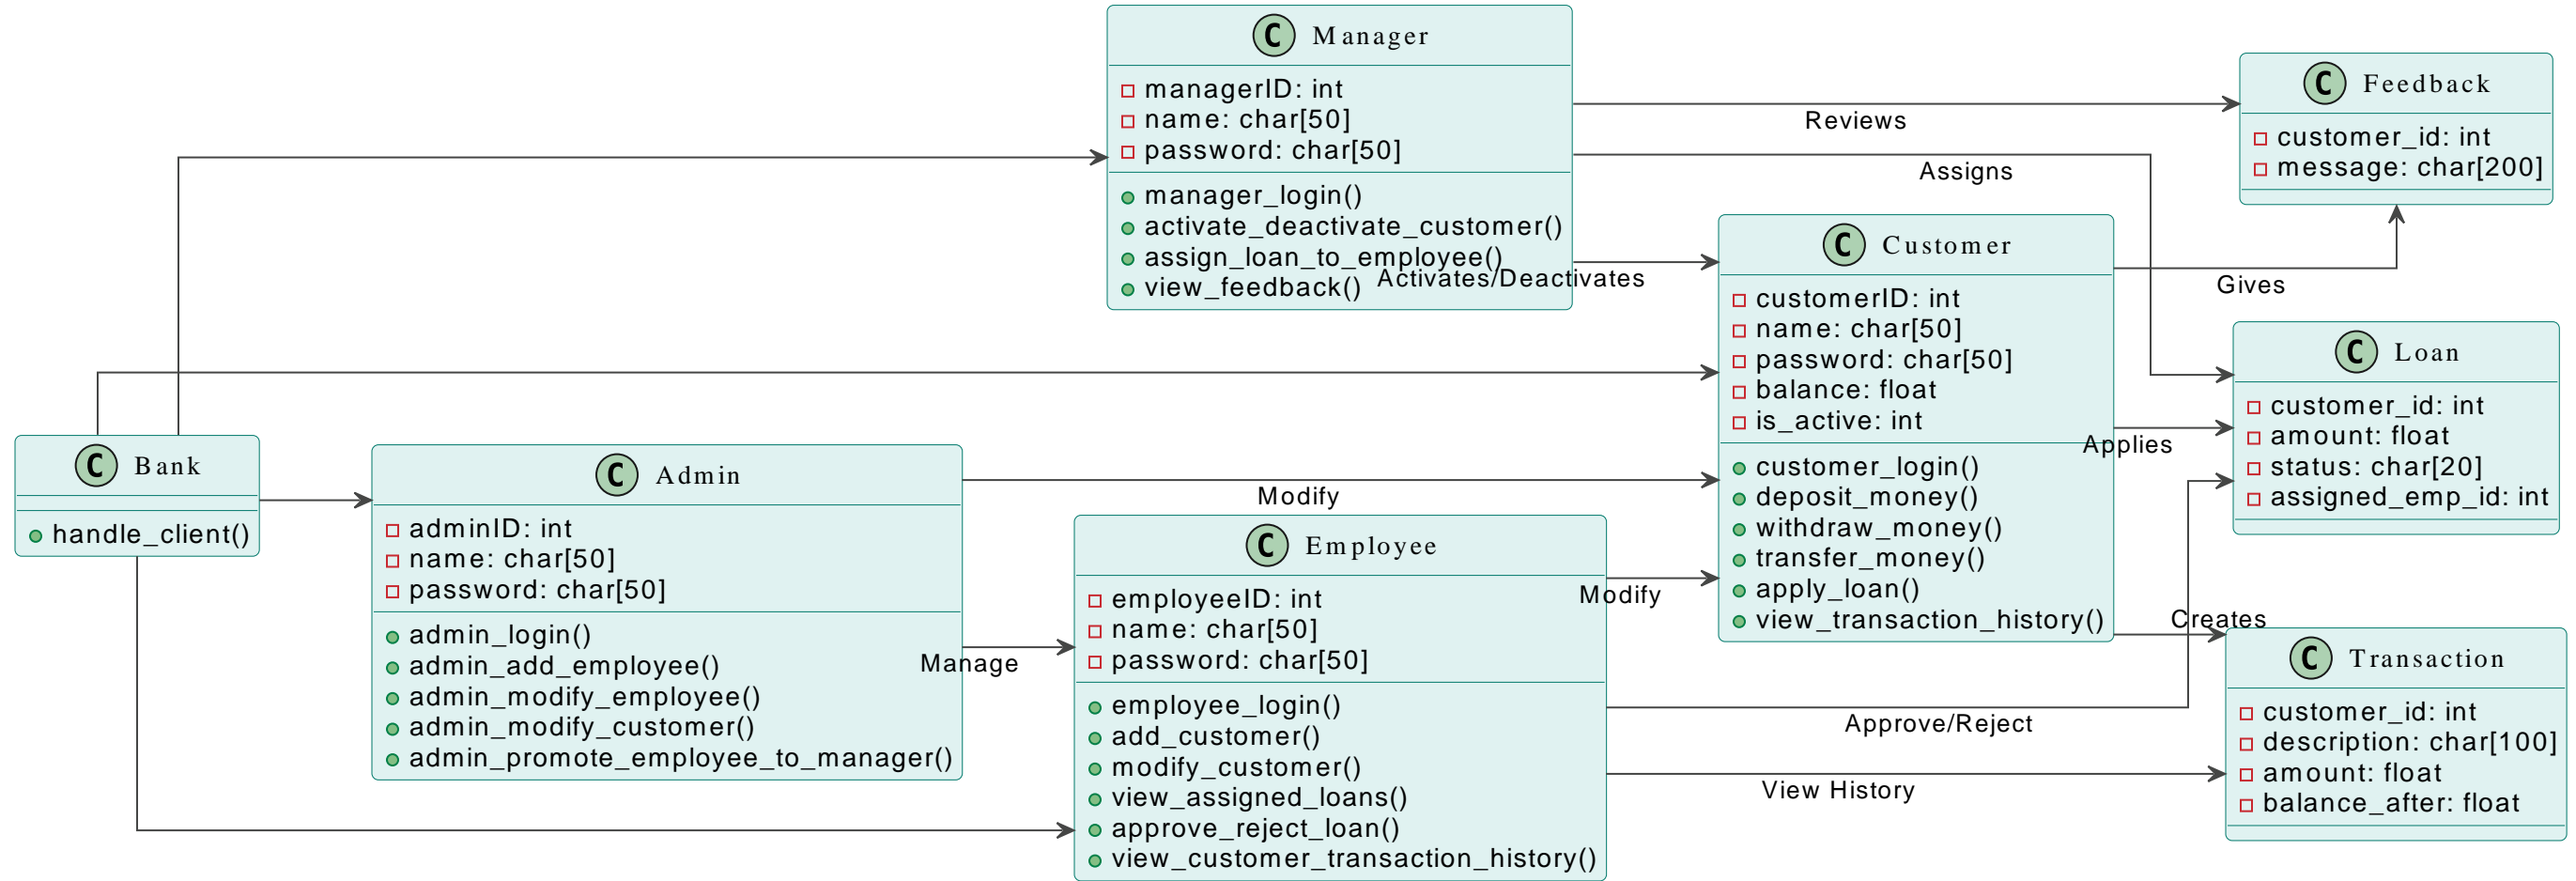 C Manager
managerID: int
name: char[50]
password: char[50]
manager_login()
activate_deactivate_customer()
assign_loan_to_employee()
view_feedback()
C Feedback
customer_id: int
message: char[200]
Reviews
Assigns
Activates/Deactivates
C Customer
customerID: int
name: char[50]
password: char[50]
balance: float
is_active: int
customer_login()
deposit_money()
withdraw_money()
transfer_money()
apply_loan()
view_transaction_history()
Gives
C Loan
customer_id: int
amount: float
status: char[20]
assigned_emp_id: int
Applies
C Bank
handle_client()
C Admin
adminID: int
name: char[50]
password: char[50]
admin_login()
admin_add_employee()
admin_modify_employee()
admin_modify_customer()
admin_promote_employee_to_manager()
Modify
Manage
C Employee
employeeID: int
name: char[50]
password: char[50]
employee_login()
add_customer()
modify_customer()
view_assigned_loans()
approve_reject_loan()
view_customer_transaction_history()
Modify
Creates
Approve/Reject
View History
C Transaction
customer_id: int
description: char[100]
amount: float
balance_after: float